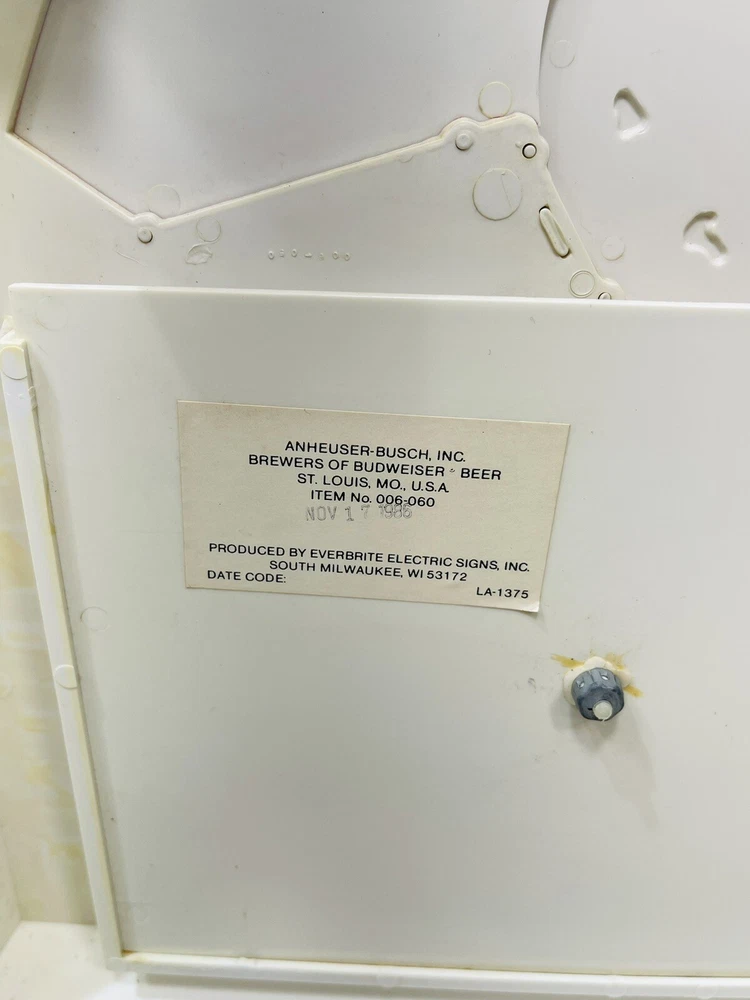 ANHEUSER-BUSCH, INC.
BREWERS OF BUDWEISER® BEER
ST. LOUIS, MO., U.S.A.
ITEM No. 006-060
NOV 17 1986
PRODUCED BY EVERBRITE ELECTRIC SIGNS, INC.
SOUTH MILWAUKEE, WI 53172
DATE CODE:
LA-1375